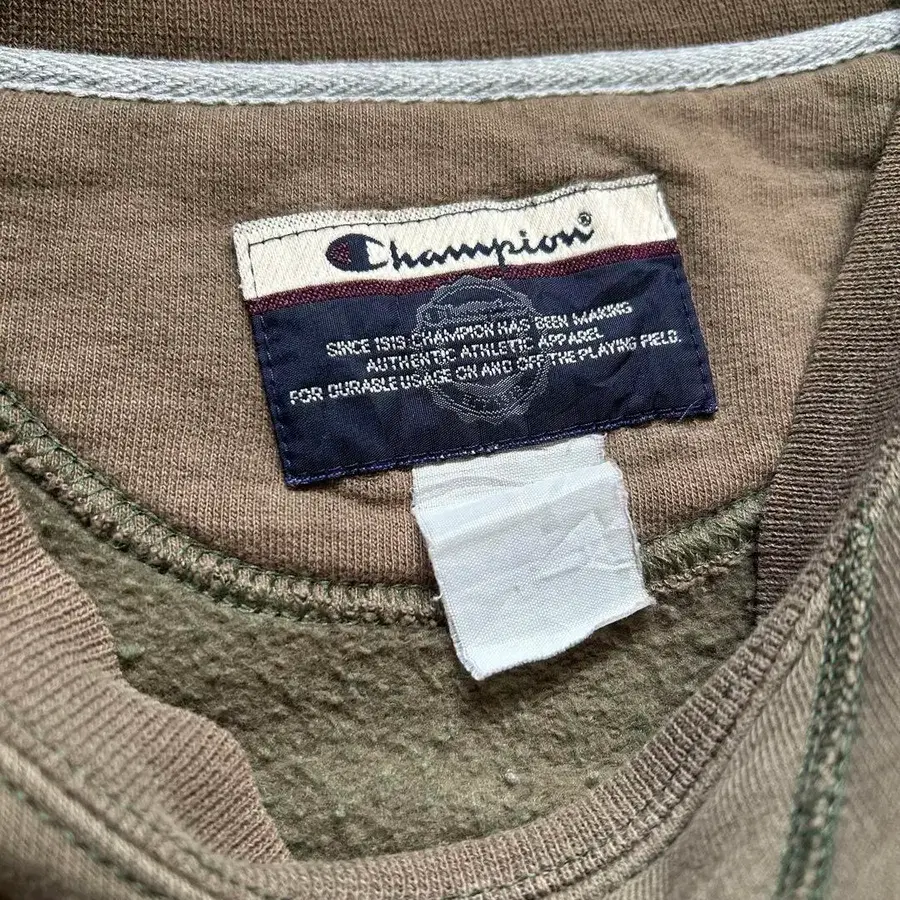 Champion®
Champion
SINCE 1919, CHAMPION HAS BEEN MAKING
AUTHENTIC ATHLETIC APPAREL
FOR DURABLE USAGE ON AND OFF THE PLAYING FIELD.